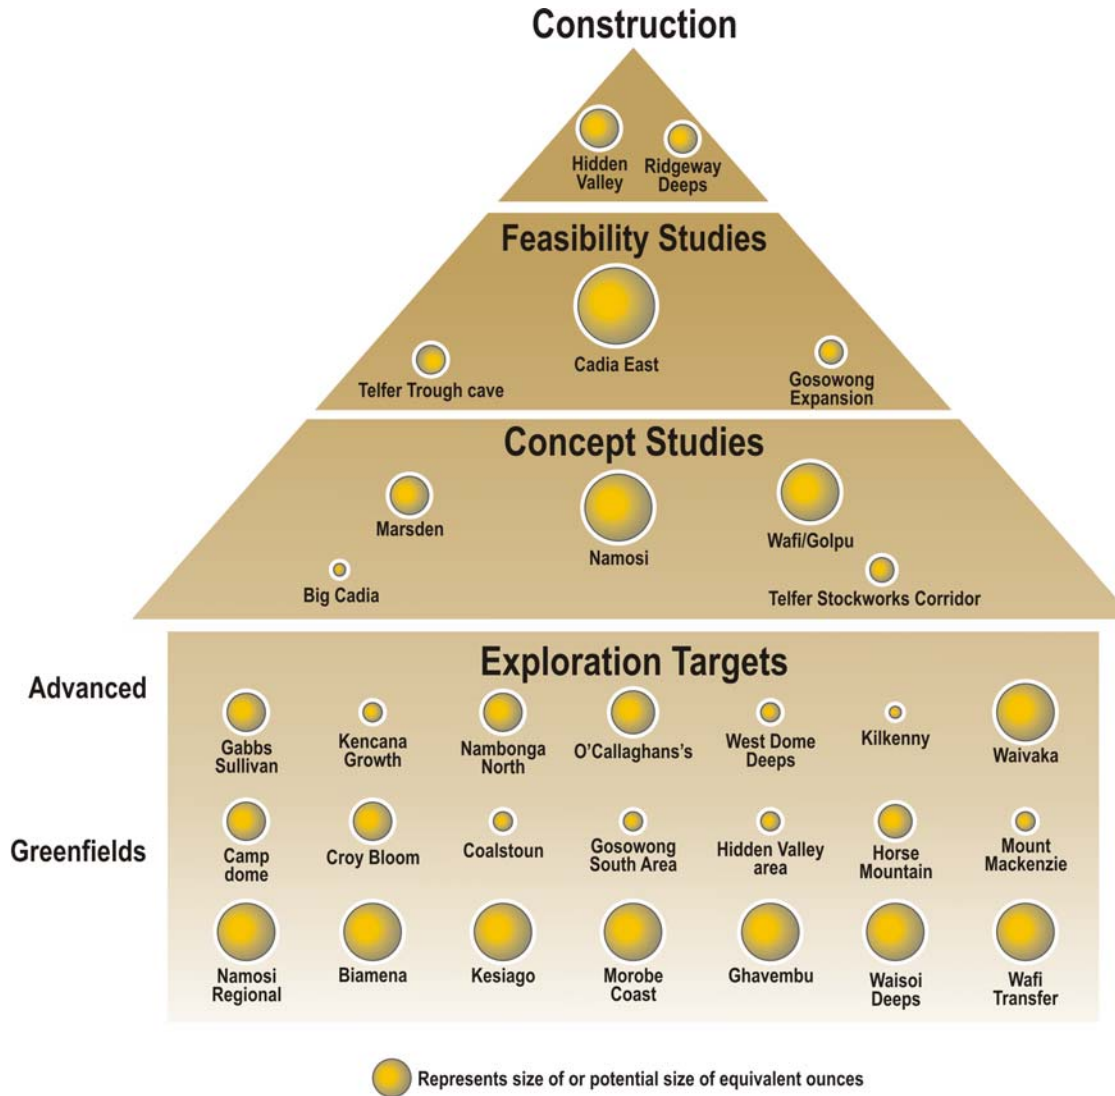 Construction
Hidden
Valley
Ridgeway
Deeps
Feasibility Studies
Cadia East
Telfer Trough cave
Gosowong
Expansion
Concept Studies
Marsden
Namosi
Wafi/Golpu
Big Cadia
Telfer Stockworks Corridor
Exploration Targets
Advanced
Gabbs
Sullivan
Kencana
Growth
Nambonga
North
O'Callaghans's
West Dome
Deeps
Kilkenny
Waivaka
Greenfields
Camp
dome
Croy Bloom
Coalstoun
Gosowong
South Area
Hidden Valley
area
Horse
Mountain
Mount
Mackenzie
Namosi
Regional
Biamena
Kesiago
Morobe
Coast
Ghavembu
Waisoi
Deeps
Wafi
Transfer
Represents size of or potential size of equivalent ounces